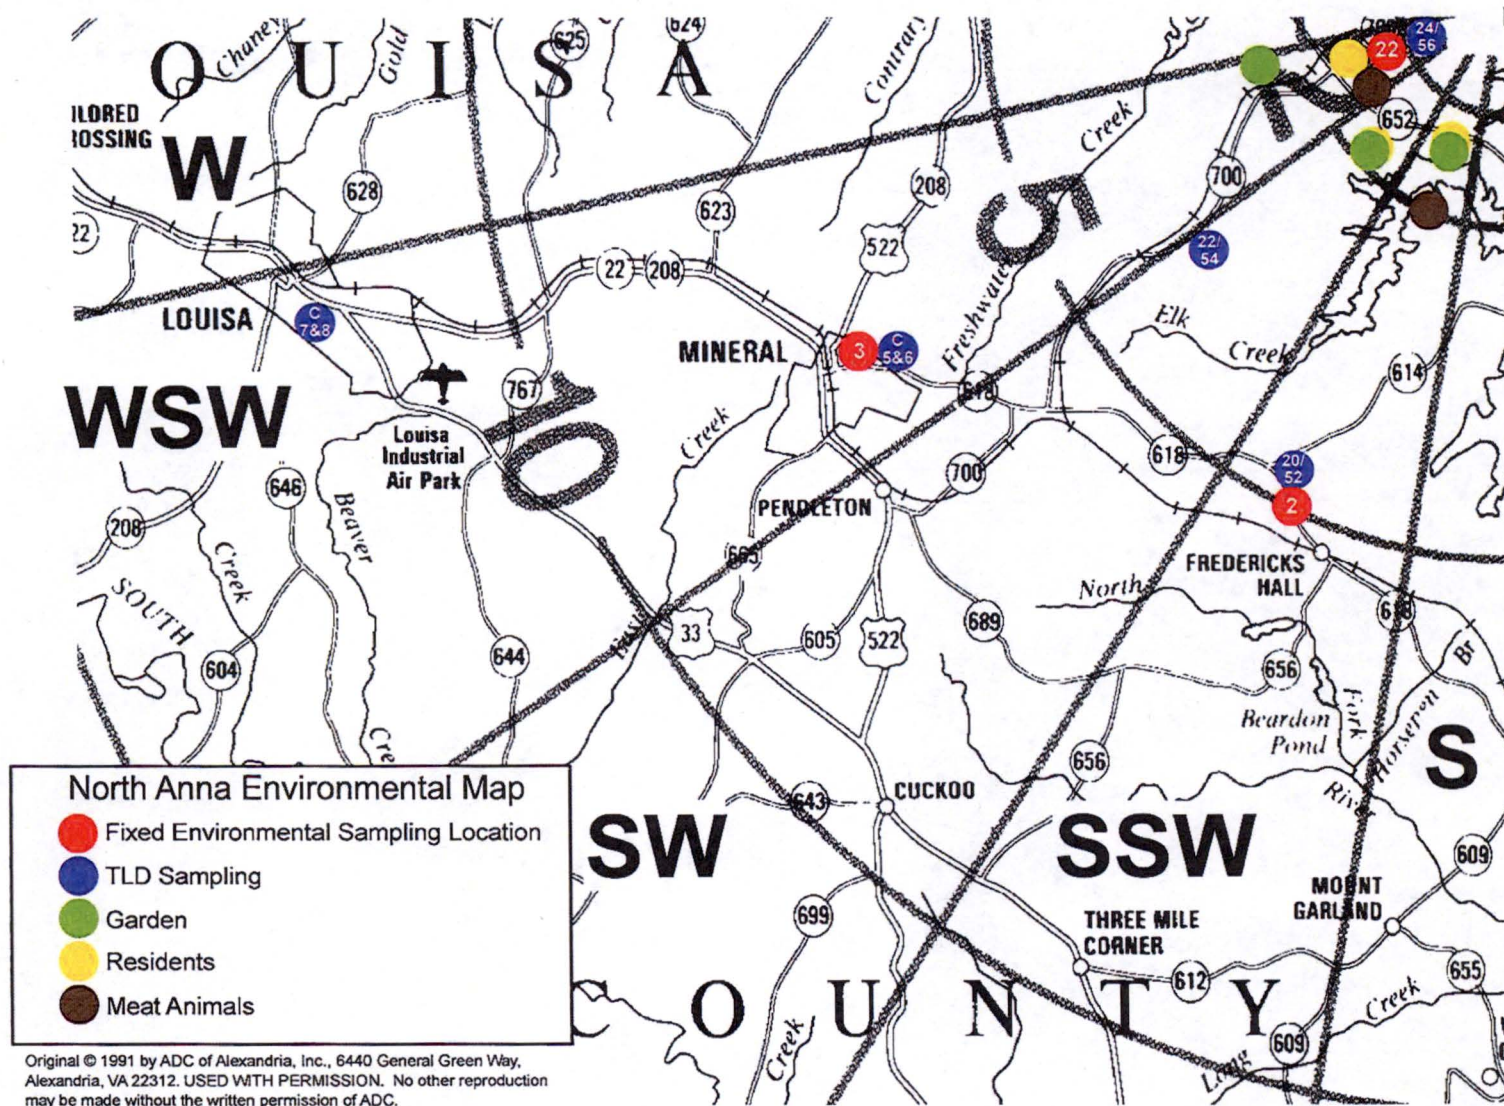 624
24/
56
625
22
O U I S A
Chaney
Gold
Contrary
ILORED
ROSSING
652
W
Creek
700
628
208
623
5
22
522
22/
54
22
208
LOUISA
C
7&8
Elk
Freshwater
MINERAL
3
C
5&6
Creek
614
WSW
767
618
10
Creek
Louisa
Industrial
Air Park
618
20/
52
700
646
Beaver
PENDLETON
2
208
665
FREDERICKS
HALL
Creek
North
SOUTH
618
689
33
605
522
Br
604
644
656
Fork
Beardon
Pond
Horsepen
S
Cre
656
River
North Anna Environmental Map
Fixed Environmental Sampling Location
TLD Sampling
Garden
Residents
Meat Animals
CUCKOO
643
SW
SSW
609
MOUNT
GARLAND
699
THREE MILE
CORNER
612
655
C O U N T Y
Creek
609
Creek
Long
Original © 1991 by ADC of Alexandria, Inc., 6440 General Green Way,
Alexandria, VA 22312. USED WITH PERMISSION. No other reproduction
may be made without the written permission of ADC.